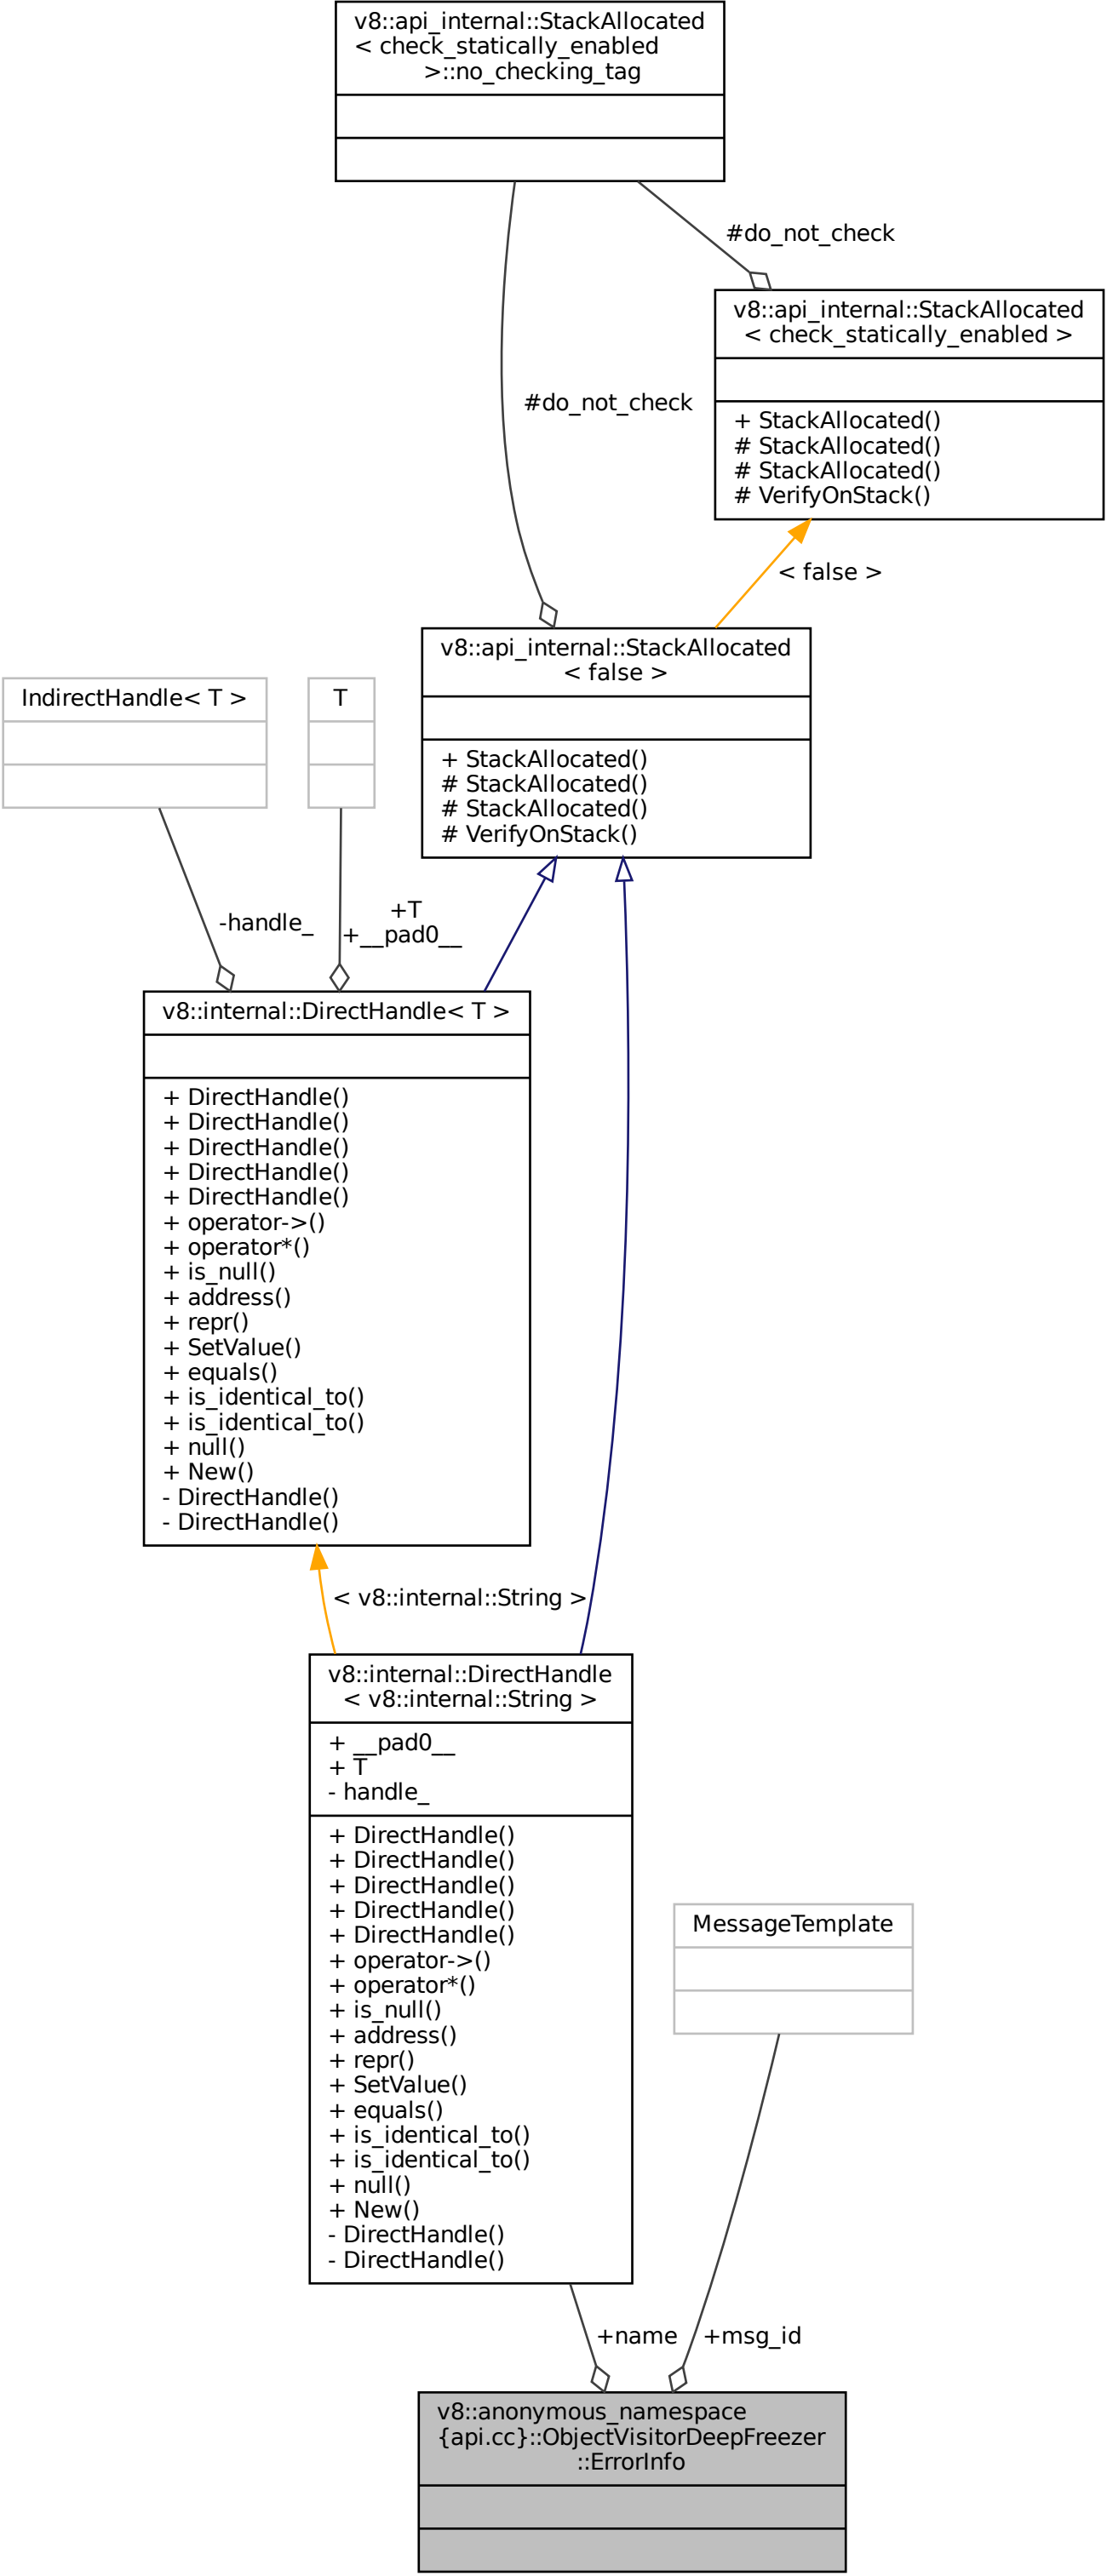 v8::api_internal::StackAllocated
< check_statically_enabled
>::no_checking_tag
#do_not_check
v8::api_internal::StackAllocated
< check_statically_enabled >
+ StackAllocated()
# StackAllocated()
# StackAllocated()
# VerifyOnStack()
#do_not_check
< false >
v8::api_internal::StackAllocated
< false >
+ StackAllocated()
# StackAllocated()
# StackAllocated()
# VerifyOnStack()
IndirectHandle< T >
T
-handle_
+T
+__pad0__
v8::internal::DirectHandle< T >
+ DirectHandle()
+ DirectHandle()
+ DirectHandle()
+ DirectHandle()
+ DirectHandle()
+ operator->()
+ operator*()
+ is_null()
+ address()
+ repr()
+ SetValue()
+ equals()
+ is_identical_to()
+ is_identical_to()
+ null()
+ New()
- DirectHandle()
- DirectHandle()
< v8::internal::String >
v8::internal::DirectHandle
< v8::internal::String >
+ __pad0__
+ T
- handle_
+ DirectHandle()
+ DirectHandle()
+ DirectHandle()
+ DirectHandle()
+ DirectHandle()
+ operator->()
+ operator*()
+ is_null()
+ address()
+ repr()
+ SetValue()
+ equals()
+ is_identical_to()
+ is_identical_to()
+ null()
+ New()
- DirectHandle()
- DirectHandle()
MessageTemplate
+name
+msg_id
v8::anonymous_namespace
{api.cc}::ObjectVisitorDeepFreezer
::ErrorInfo